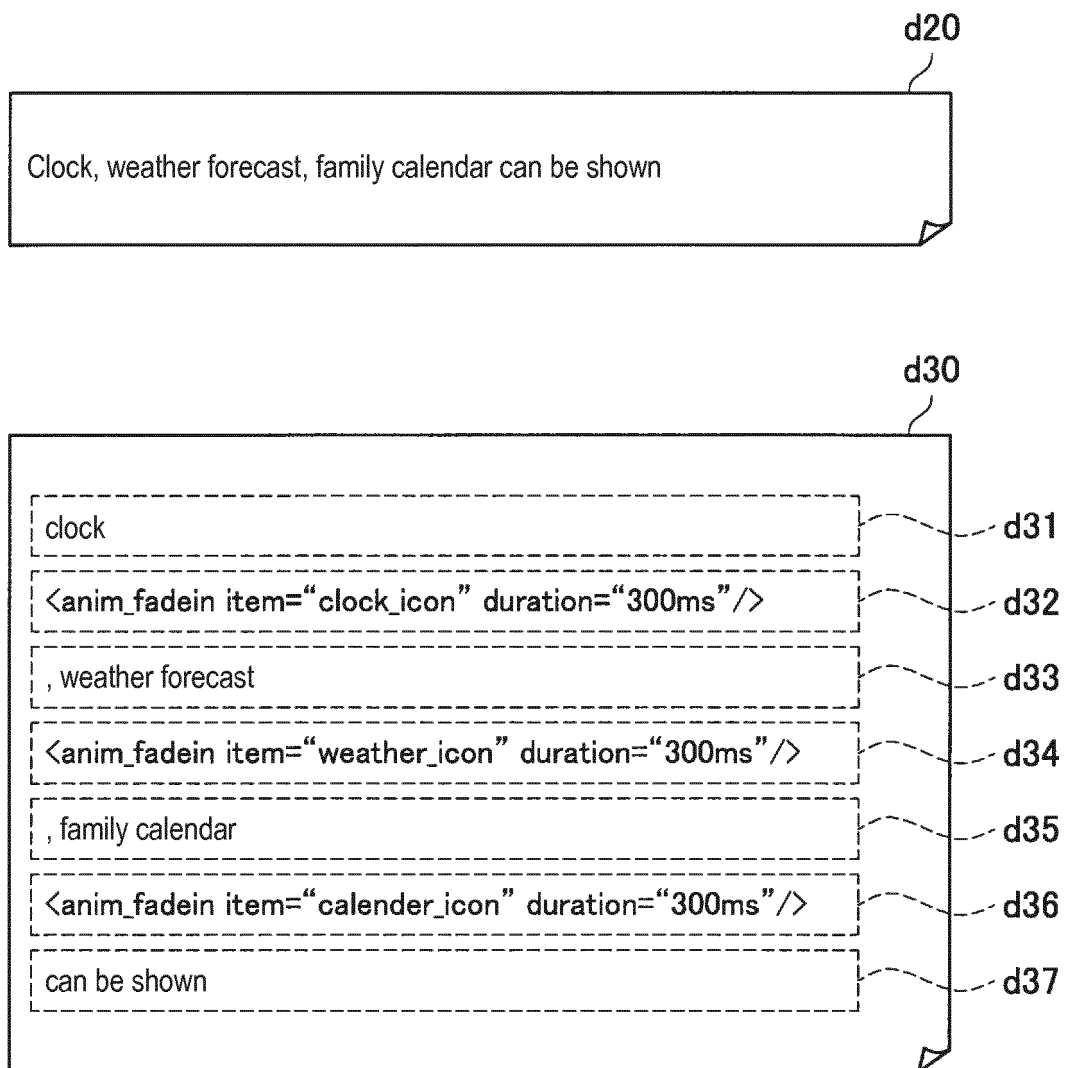 d20
Clock, weather forecast, family calendar can be shown
d30
clock
d31
<anim_fadein item=“clock_icon” duration=“300ms”/>
d32
, weather forecast
d33
<anim_fadein item=“weather_icon” duration=“300ms”/>
d34
, family calendar
d35
<anim_fadein item=“calender_icon” duration=“300ms”/>
d36
can be shown
d37